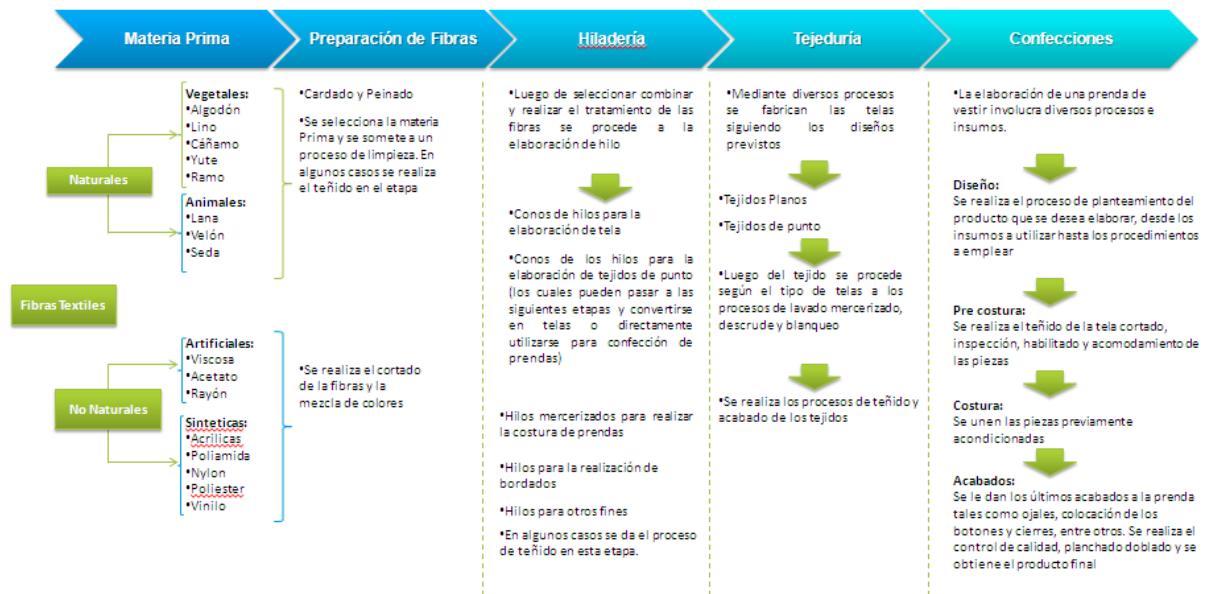 Materia Prima
Preparación de Fibras
Hiladería
Tejeduría
Confecciones
Fibras Textiles
Naturales
No Naturales
Vegetales:
•Algodón
•Lino
•Cáñamo
•Yute
•Ramo
Animales:
•Lana
•Velón
•Seda
Artificiales:
•Viscosa
•Acetato
•Rayón
Sinteticas:
•Acrilicas
•Poliamida
•Nylon
•Poliester
•Vinilo
•Cardado y Peinado
•Se selecciona la materia
Prima y se somete a un
proceso de limpieza. En
algunos casos se realiza
el teñido en el etapa
•Se realiza el cortado
de la fibras y la
mezcla de colores
•Luego de seleccionar combinar
y realizar el tratamiento de las
fibras se procede a la
elaboración de hilo
•Conos de hilos para la
elaboración de tela
•Conos de los hilos para la
elaboración de tejidos de punto
(los cuales pueden pasar a las
siguientes etapas y convertirse
en telas o directamente
utilizarse para confección de
prendas)
•Hilos mercerizados para realizar
la costura de prendas
•Hilos para la realización de
bordados
•Hilos para otros fines
•En algunos casos se da el proceso
de teñido en esta etapa.
•Mediante diversos procesos
se fabrican las telas
siguiendo los diseños
previstos
•Tejidos Planos
•Tejidos de punto
•Luego del tejido se procede
según el tipo de telas a los
procesos de lavado mercerizado,
descrude y blanqueo
•Se realiza los procesos de teñido y
acabado de los tejidos
•La elaboración de una prenda de
vestir involucra diversos procesos e
insumos.
Diseño:
Se realiza el proceso de planteamiento del
producto que se desea elaborar, desde los
insumos a utilizar hasta los procedimientos
a emplear
Pre costura:
Se realiza el teñido de la tela cortado,
inspección, habilitado y acomodamiento de
las piezas
Costura:
Se unen las piezas previamente
acondicionadas
Acabados:
Se le dan los últimos acabados a la prenda
tales como ojales, colocación de los
botones y cierres, entre otros. Se realiza el
control de calidad, planchado doblado y se
obtiene el producto final